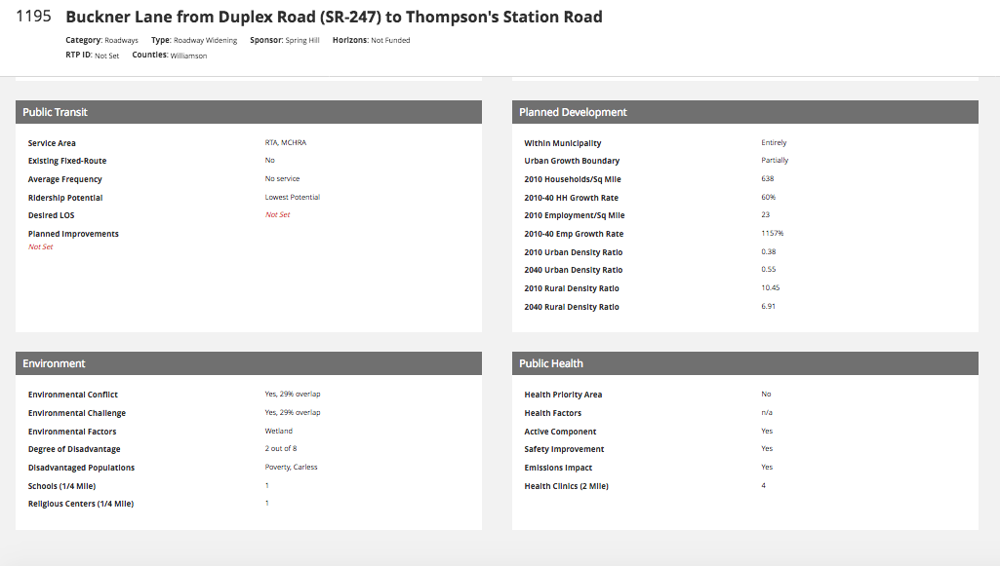 1195 Buckner Lane from Duplex Road (SR-247) to Thompson's Station Road
Category: Roadways Type: Roadway Widening Sponsor: Spring Hill Horizons: Not Funded
RTP ID: Not Set Counties: Williamson
Public Transit
Service Area RTA, MCHRA
Existing Fixed-Route No
Average Frequency No service
Ridership Potential Lowest Potential
Desired LOS Not Set
Planned Improvements
Not Set
Planned Development
Within Municipality Entirely
Urban Growth Boundary Partially
2010 Households/Sq Mile 638
2010-40 HH Growth Rate 60%
2010 Employment/Sq Mile 23
2010-40 Emp Growth Rate 1157%
2010 Urban Density Ratio 0.38
2040 Urban Density Ratio 0.55
2010 Rural Density Ratio 10.45
2040 Rural Density Ratio 6.91
Environment
Environmental Conflict Yes, 29% overlap
Environmental Challenge Yes, 29% overlap
Environmental Factors Wetland
Degree of Disadvantage 2 out of 8
Disadvantaged Populations Poverty, Carless
Schools (1/4 Mile) 1
Religious Centers (1/4 Mile) 1
Public Health
Health Priority Area No
Health Factors n/a
Active Component Yes
Safety Improvement Yes
Emissions Impact Yes
Health Clinics (2 Mile) 4